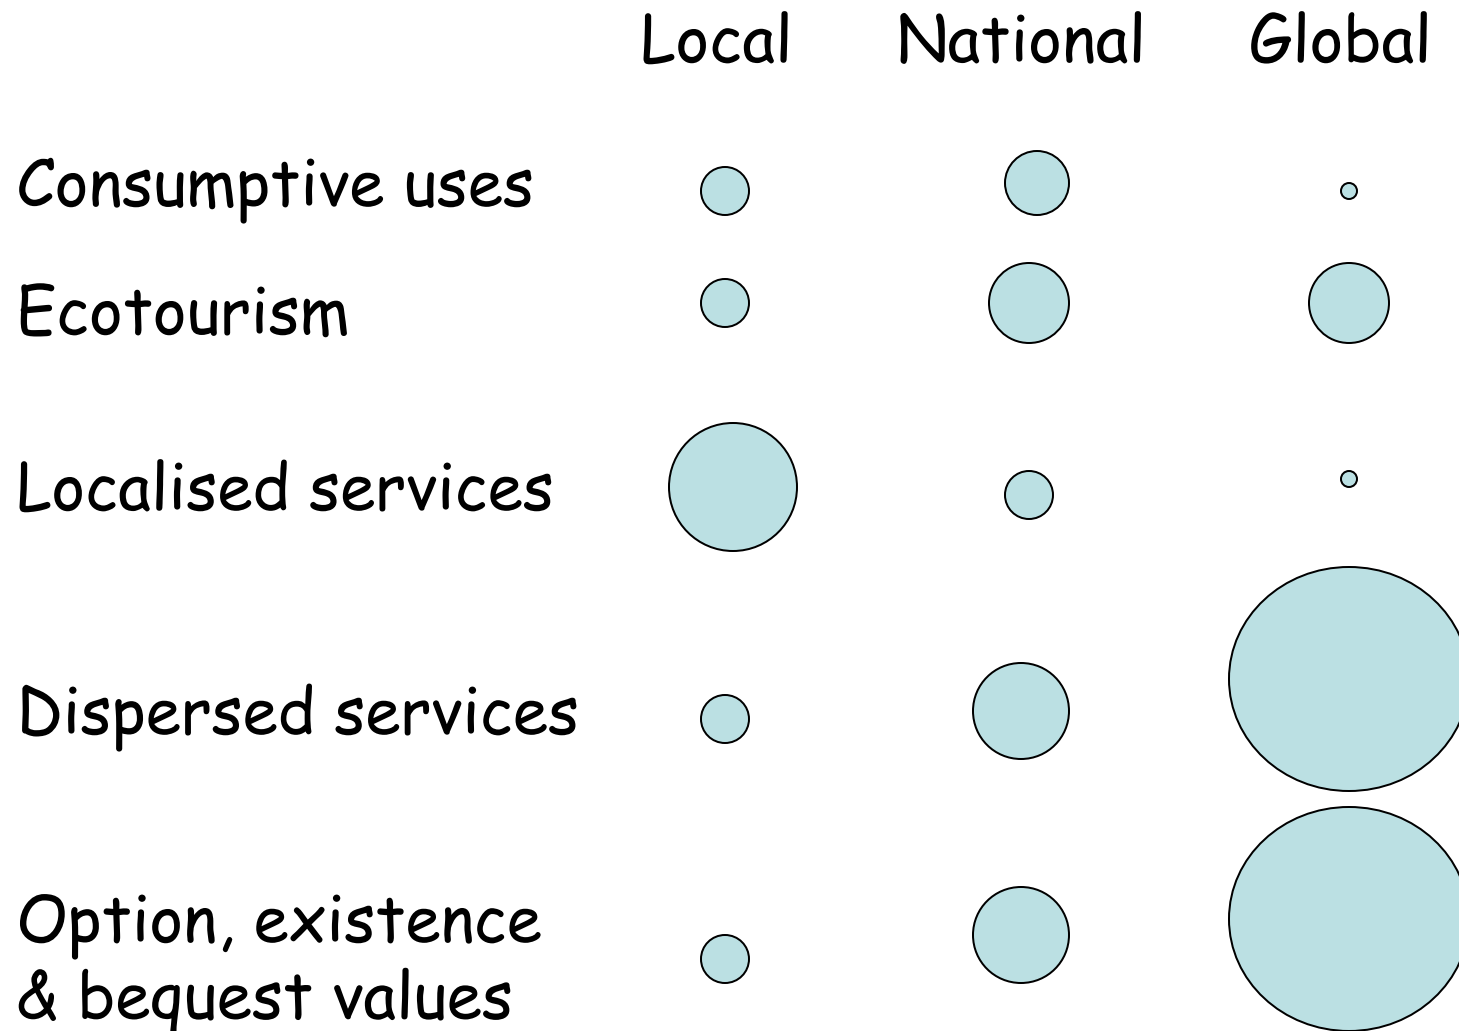 Local National Global
Consumptive uses
Ecotourism
Localised services
Dispersed services
Option, existence
& bequest values